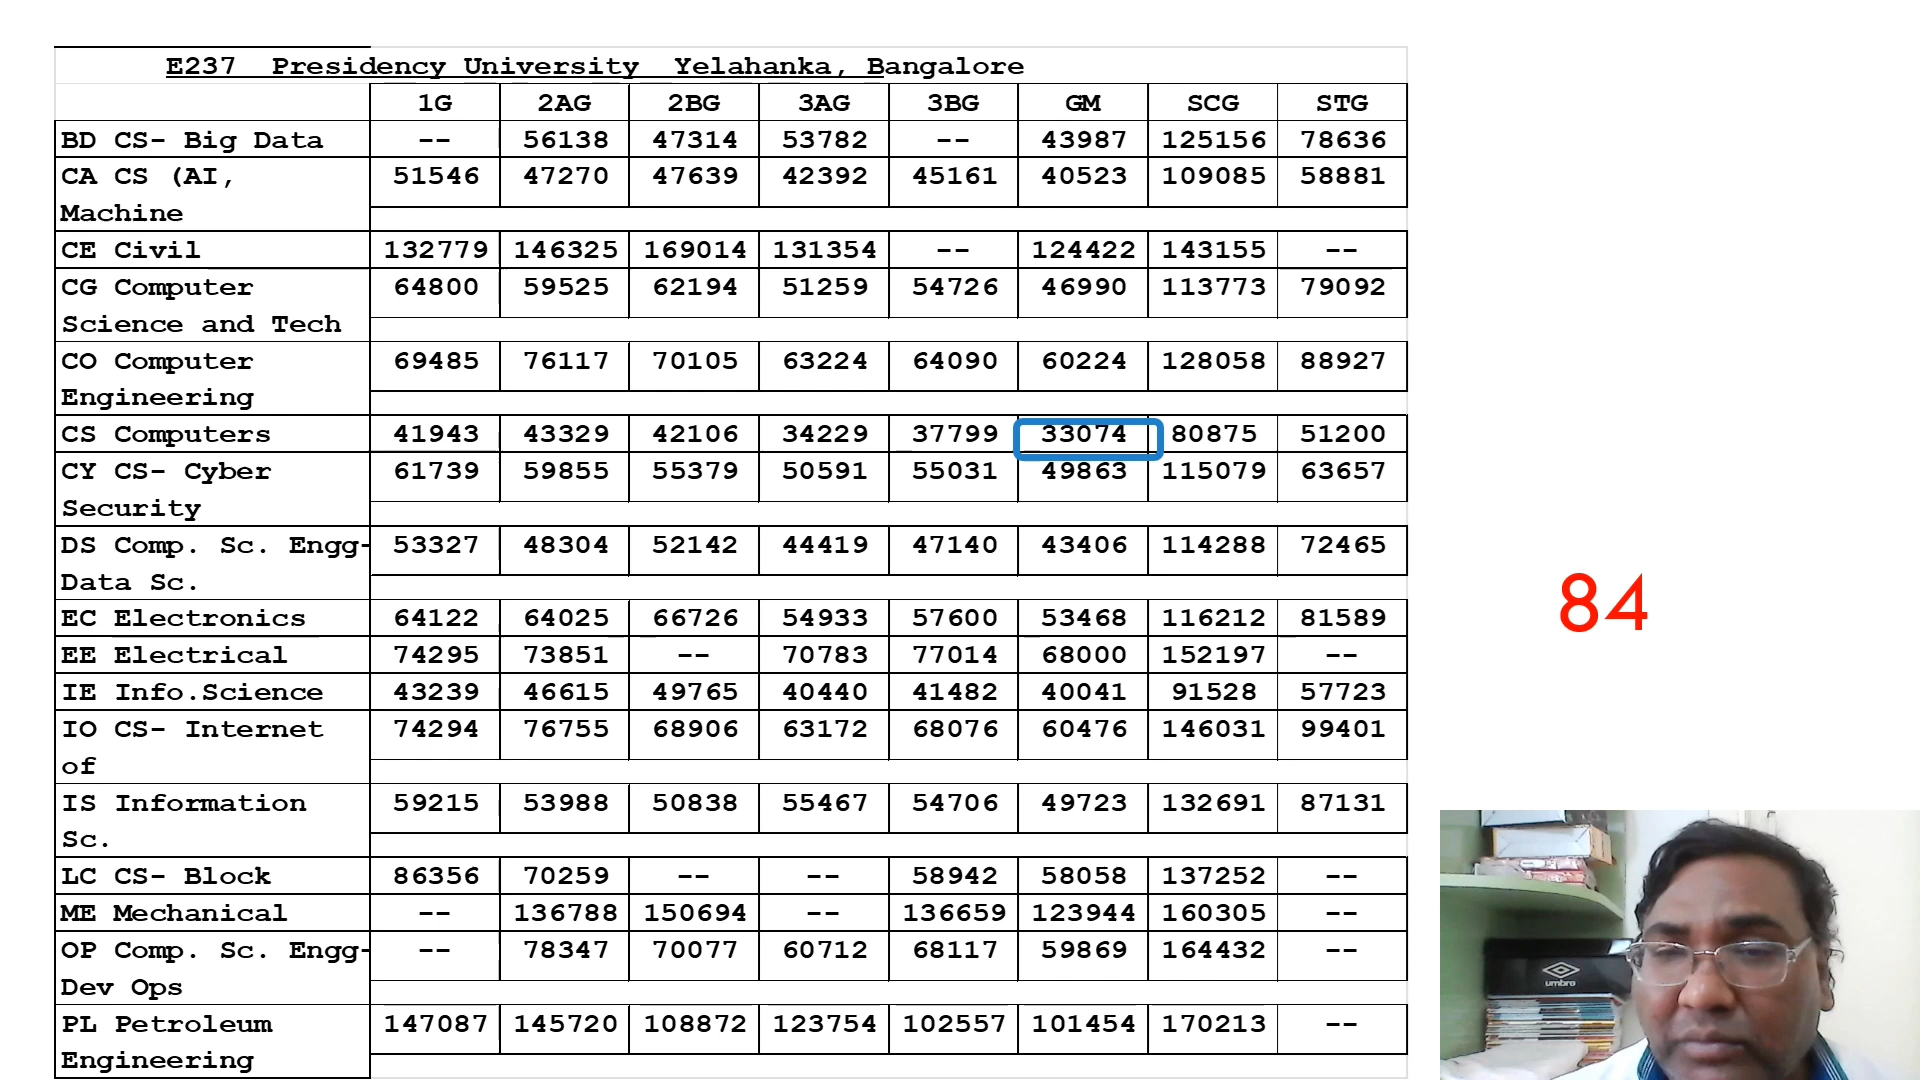 E237 Presidency University Yelahanka, Bangalore
1G 2AG 2BG 3AG 3BG GM SCG STG
BD CS- Big Data -- 56138 47314 53782 -- 43987 125156 78636
CA CS (AI, 51546 47270 47639 42392 45161 40523 109085 58881
Machine
CE Civil 132779 146325 169014 131354 -- 124422 143155 --
CG Computer 64800 59525 62194 51259 54726 46990 113773 79092
Science and Tech
CO Computer 69485 76117 70105 63224 64090 60224 128058 88927
Engineering
CS Computers 41943 43329 42106 34229 37799 33074 80875 51200
CY CS- Cyber 61739 59855 55379 50591 55031 49863 115079 63657
Security
DS Comp. Sc. Engg- 53327 48304 52142 44419 47140 43406 114288 72465
Data Sc.
EC Electronics 64122 64025 66726 54933 57600 53468 116212 81589
EE Electrical 74295 73851 -- 70783 77014 68000 152197 --
IE Info.Science 43239 46615 49765 40440 41482 40041 91528 57723
IO CS- Internet 74294 76755 68906 63172 68076 60476 146031 99401
of
IS Information 59215 53988 50838 55467 54706 49723 132691 87131
Sc.
LC CS- Block 86356 70259 -- -- 58942 58058 137252 --
ME Mechanical -- 136788 150694 -- 136659 123944 160305 --
OP Comp. Sc. Engg- -- 78347 70077 60712 68117 59869 164432 --
Dev Ops
PL Petroleum 147087 145720 108872 123754 102557 101454 170213 --
Engineering
84
umbro